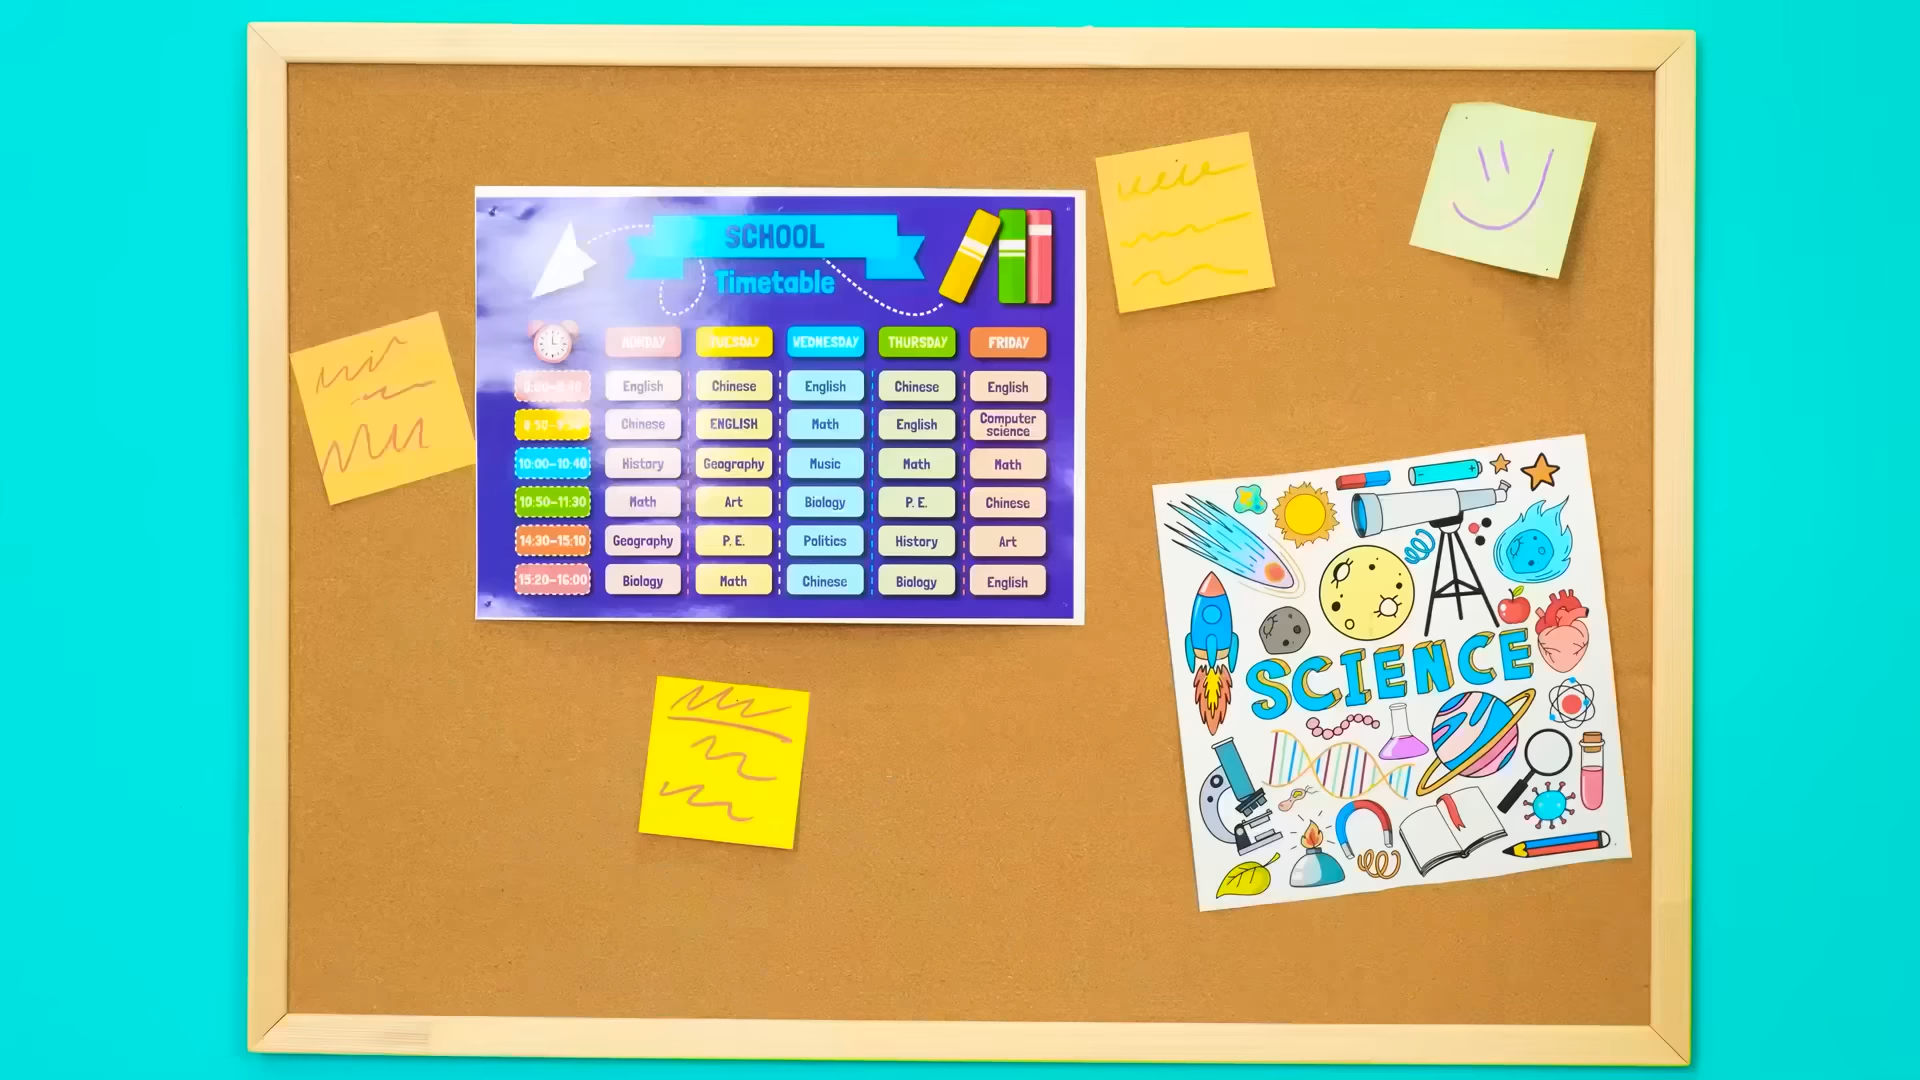 SCHOOL
Timetable
MONDAY TUESDAY WEDNESDAY THURSDAY FRIDAY
English Chinese English Chinese English
Chinese ENGLISH Math English Computer science
History Geography Music Math Math
10:00-10:40
Math Art Biology P. E. Chinese
10:50-11:30
Geography P. E. Politics History Art
14:30-15:10
Biology Math Chinese Biology English
15:20-16:00
SCIENCE